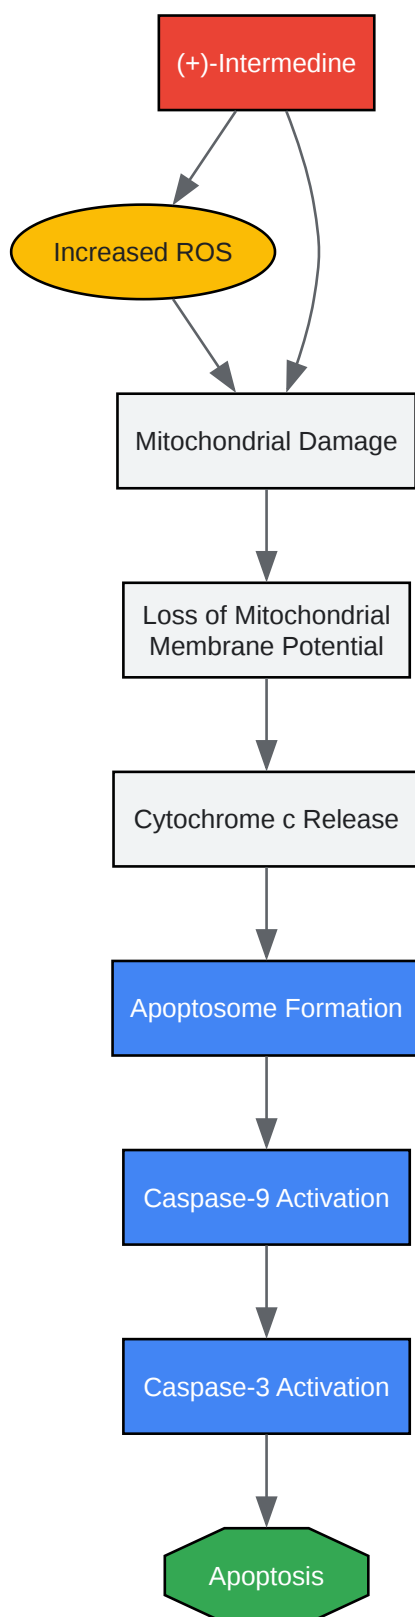 (+)-Intermedine
Increased ROS
Mitochondrial Damage
Loss of Mitochondrial
Membrane Potential
Cytochrome c Release
Apoptosome Formation
Caspase-9 Activation
Caspase-3 Activation
Apoptosis